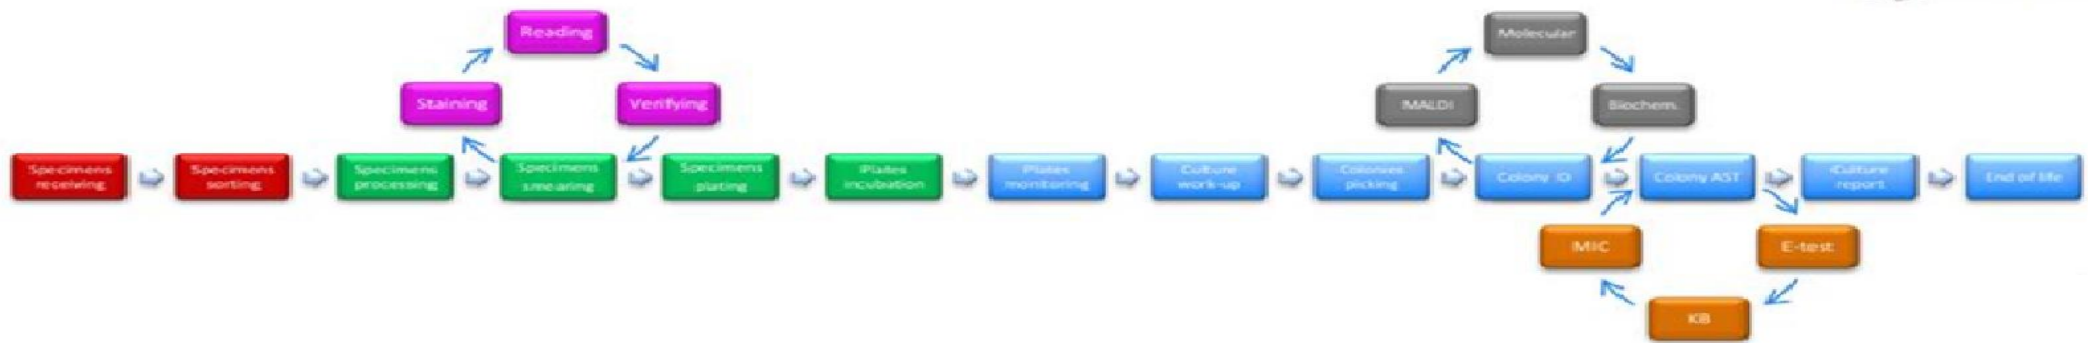 Reading
Molecular
Staining
Verifying
MALDI
Biochem.
Specimens
receiving
Specimens
sorting
Specimens
processing
Specimens
smearing
Specimens
plating
Plates
incubation
Plates
monitoring
Culture
work-up
Colonies
picking
Colony ID
Colony AST
Culture
report
End of life
MIC
E-test
KB